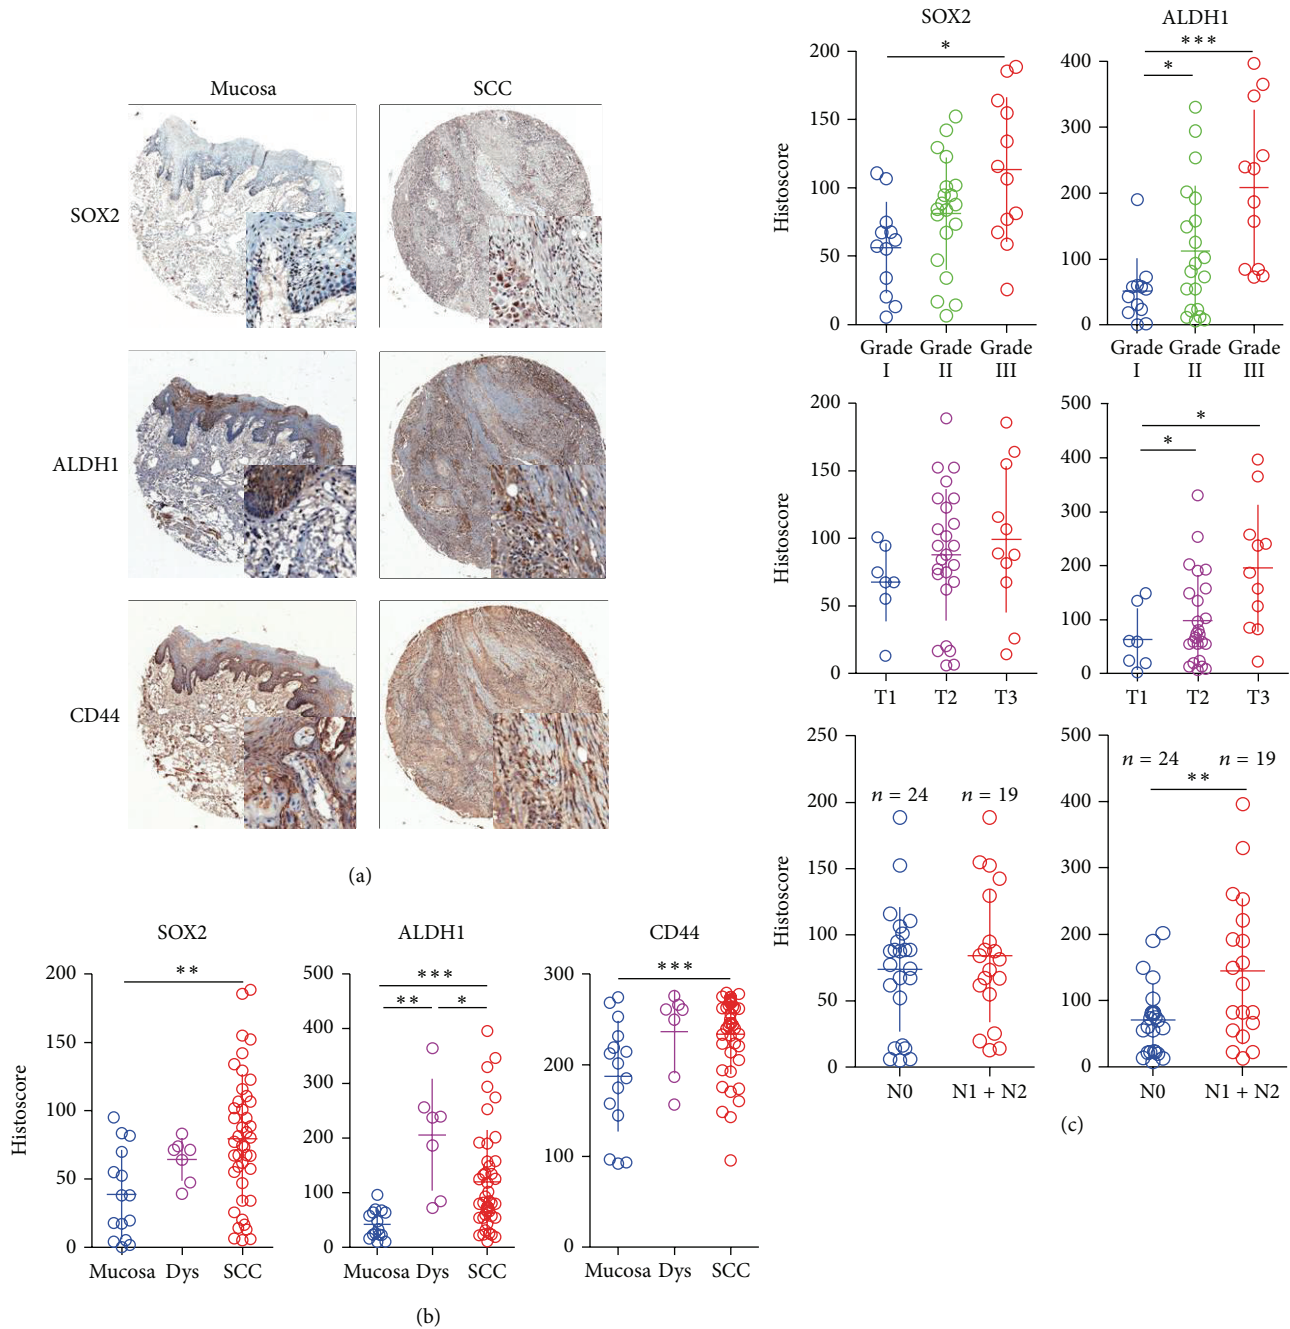 Mucosa SCC
SOX2
ALDH1
CD44
(a)
SOX2 ALDH1 CD44
Histoscore
200
150
100
50
0
**
Mucosa Dys SCC
500
400
300
200
100
0
***
** *
Mucosa Dys SCC
300
200
100
0
***
Mucosa Dys SCC
(b)
SOX2 ALDH1
Histoscore
200
150
100
50
0
*
Grade Grade Grade
I II III
400
300
200
100
0
***
*
Grade Grade Grade
I II III
Histoscore
200
150
100
50
0
T1 T2 T3
500
400
300
200
100
0
*
*
T1 T2 T3
Histoscore
250
200
150
100
50
0
n = 24 n = 19
N0 N1 + N2
500
400
300
200
100
0
n = 24 n = 19
**
N0 N1 + N2
(c)